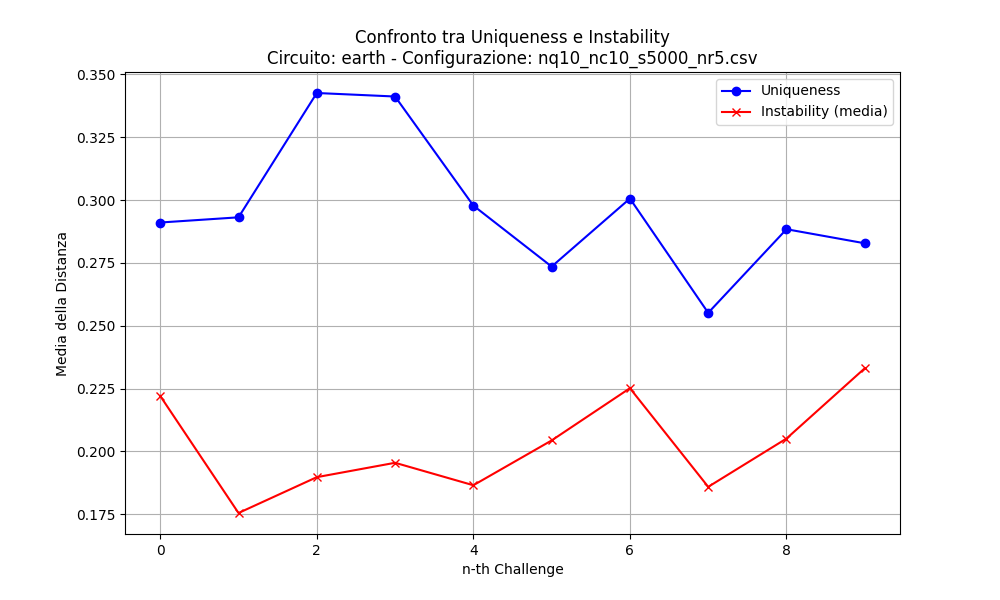 Confronto tra Uniqueness e Instability
Circuito: earth - Configurazione: nq10_nc10_s5000_nr5.csv
Uniqueness
Instability (media)
Media della Distanza
0.350
0.325
0.300
0.275
0.250
0.225
0.200
0.175
0 2 4 6 8
n-th Challenge